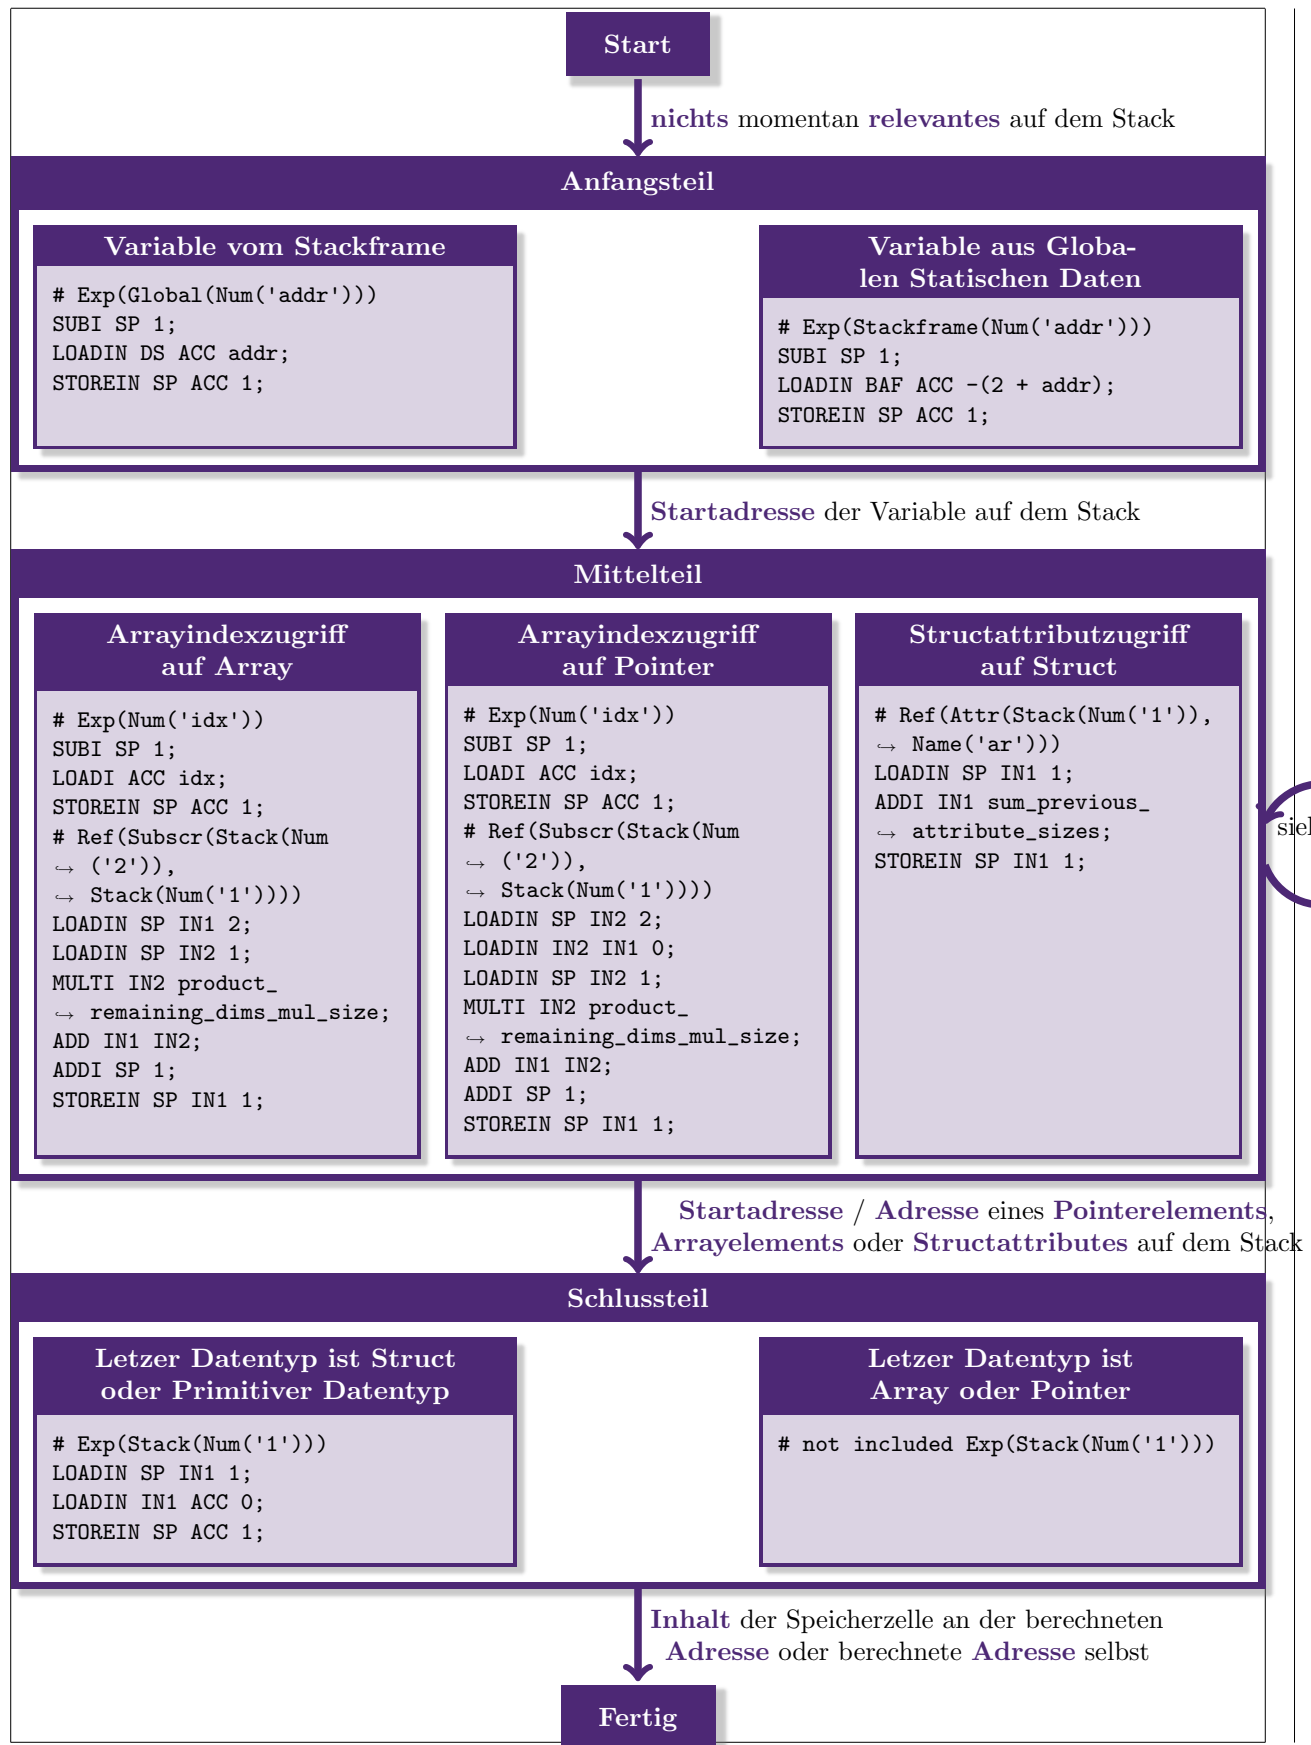 Start
nichts momentan relevantes auf dem Stack
Anfangsteil
Variable vom Stackframe
# Exp(Global(Num('addr')))
SUBI SP 1;
LOADIN DS ACC addr;
STOREIN SP ACC 1;
Variable aus Globa-
len Statischen Daten
# Exp(Stackframe(Num('addr')))
SUBI SP 1;
LOADIN BAF ACC -(2 + addr);
STOREIN SP ACC 1;
Startadresse der Variable auf dem Stack
Mittelteil
Arrayindexzugriff
auf Array
# Exp(Num('idx'))
SUBI SP 1;
LOADI ACC idx;
STOREIN SP ACC 1;
# Ref(Subscr(Stack(Num
↪ ('2')),
↪ Stack(Num('1'))))
LOADIN SP IN1 2;
LOADIN SP IN2 1;
MULTI IN2 product_
↪ remaining_dims_mul_size;
ADD IN1 IN2;
ADDI SP 1;
STOREIN SP IN1 1;
Arrayindexzugriff
auf Pointer
# Exp(Num('idx'))
SUBI SP 1;
LOADI ACC idx;
STOREIN SP ACC 1;
# Ref(Subscr(Stack(Num
↪ ('2')),
↪ Stack(Num('1'))))
LOADIN SP IN2 2;
LOADIN IN2 IN1 0;
LOADIN SP IN2 1;
MULTI IN2 product_
↪ remaining_dims_mul_size;
ADD IN1 IN2;
ADDI SP 1;
STOREIN SP IN1 1;
Structattributzugriff
auf Struct
# Ref(Attr(Stack(Num('1')),
↪ Name('ar')))
LOADIN SP IN1 1;
ADDI IN1 sum_previous_
↪ attribute_sizes;
STOREIN SP IN1 1;
Startadresse / Adresse eines Pointerelements,
Arrayelements oder Structattributes auf dem Stack
Schlussteil
Letzer Datentyp ist Struct
oder Primitiver Datentyp
# Exp(Stack(Num('1')))
LOADIN SP IN1 1;
LOADIN IN1 ACC 0;
STOREIN SP ACC 1;
Letzer Datentyp ist
Array oder Pointer
# not included Exp(Stack(Num('1')))
Inhalt der Speicherzelle an der berechneten
Adresse oder berechnete Adresse selbst
Fertig